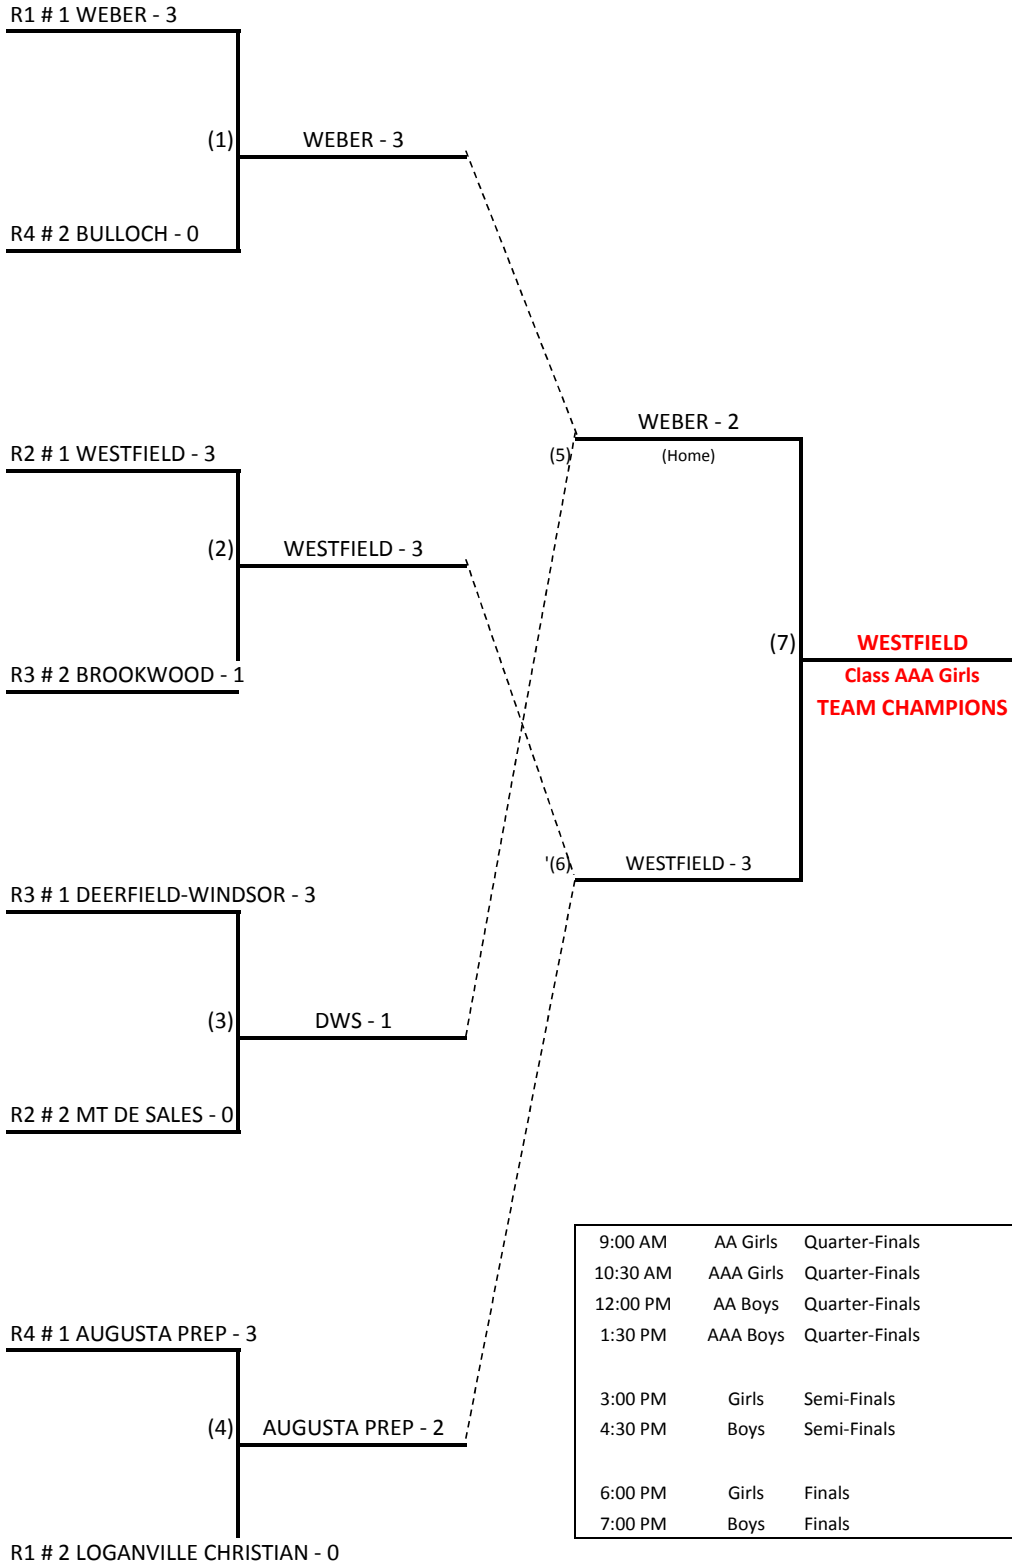 R1 # 1 WEBER - 3
(1)
WEBER - 3
R4 # 2 BULLOCH - 0
WEBER - 2
R2 # 1 WESTFIELD - 3
(5)
(Home)
(2)
WESTFIELD - 3
(7)
WESTFIELD
R3 # 2 BROOKWOOD - 1
Class AAA Girls
TEAM CHAMPIONS
'(6)
WESTFIELD - 3
R3 # 1 DEERFIELD-WINDSOR - 3
(3)
DWS - 1
R2 # 2 MT DE SALES - 0
9:00 AM AA Girls Quarter-Finals
10:30 AM AAA Girls Quarter-Finals
12:00 PM AA Boys Quarter-Finals
1:30 PM AAA Boys Quarter-Finals
R4 # 1 AUGUSTA PREP - 3
3:00 PM Girls Semi-Finals
4:30 PM Boys Semi-Finals
(4)
AUGUSTA PREP - 2
6:00 PM Girls Finals
7:00 PM Boys Finals
R1 # 2 LOGANVILLE CHRISTIAN - 0